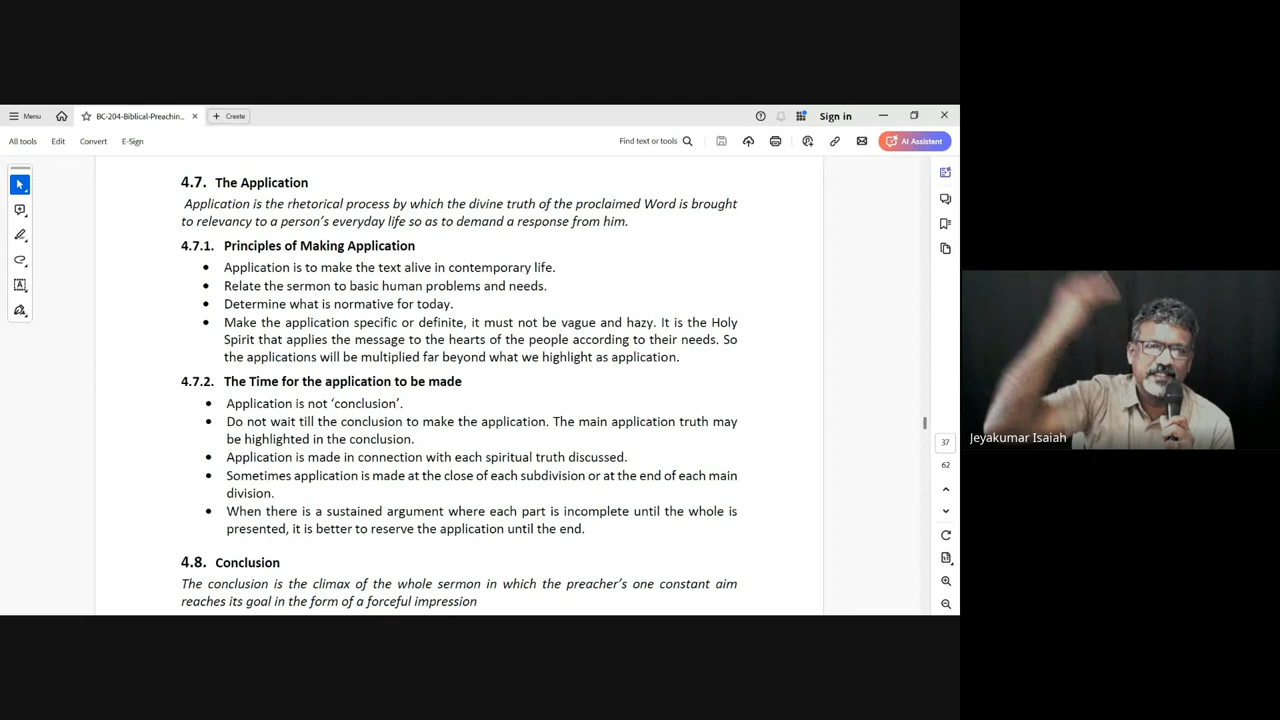 Menu
BC-204-Biblical-Preachin...
Create
Sign in
All tools
Edit
Convert
E-Sign
Find text or tools
AI Assistant
4.7. The Application
Application is the rhetorical process by which the divine truth of the proclaimed Word is brought
to relevancy to a person's everyday life so as to demand a response from him.
4.7.1. Principles of Making Application
• Application is to make the text alive in contemporary life.
• Relate the sermon to basic human problems and needs.
• Determine what is normative for today.
• Make the application specific or definite, it must not be vague and hazy. It is the Holy
Spirit that applies the message to the hearts of the people according to their needs. So
the applications will be multiplied far beyond what we highlight as application.
4.7.2. The Time for the application to be made
• Application is not ‘conclusion’.
• Do not wait till the conclusion to make the application. The main application truth may
be highlighted in the conclusion.
• Application is made in connection with each spiritual truth discussed.
• Sometimes application is made at the close of each subdivision or at the end of each main
division.
• When there is a sustained argument where each part is incomplete until the whole is
presented, it is better to reserve the application until the end.
4.8. Conclusion
The conclusion is the climax of the whole sermon in which the preacher's one constant aim
reaches its goal in the form of a forceful impression
37
62
Jeyakumar Isaiah